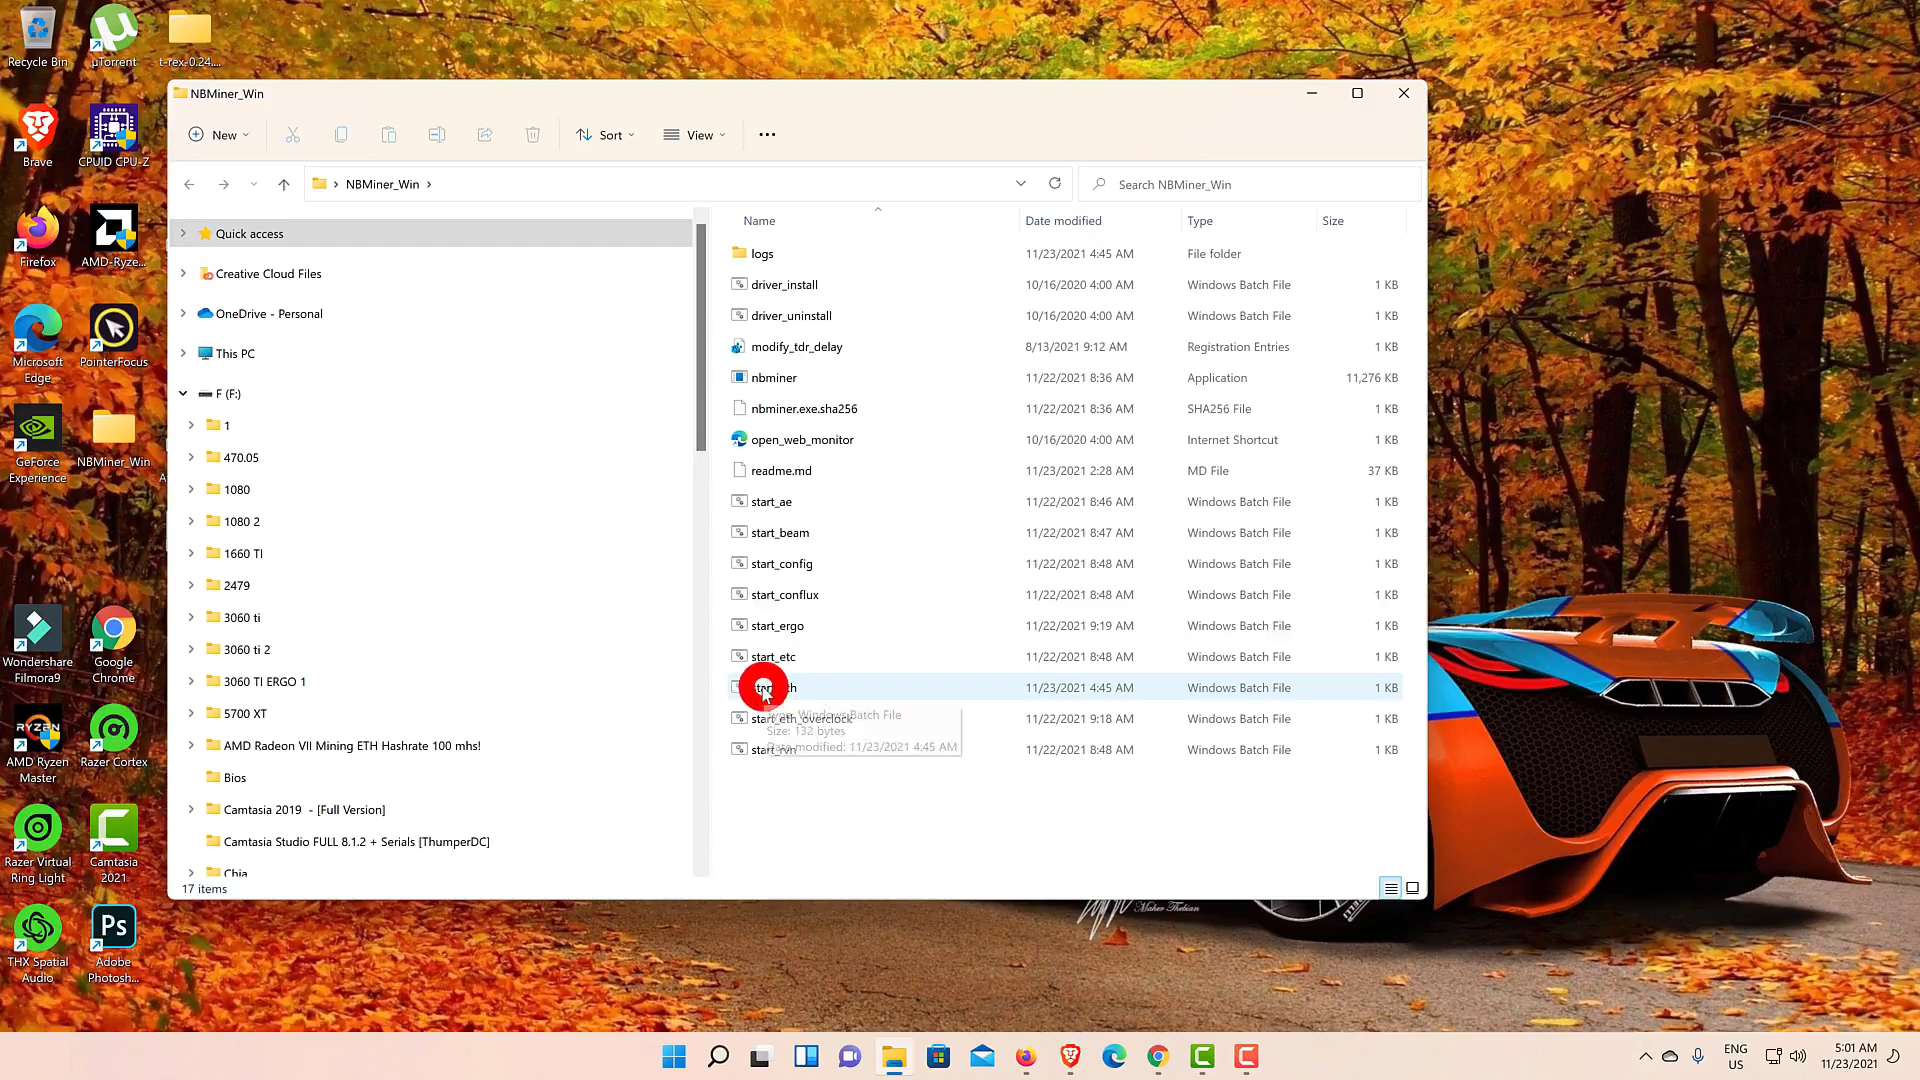 Recycle Bin
µTorrent
t-rex-0.24....
Brave
CPUID CPU-Z
Firefox
AMD-Ryze...
Microsoft
Edge
PointerFocus
GeForce
Experience
NBMiner_Win
A
Wondershare
Filmora9
Google
Chrome
AMD Ryzen
Master
Razer Cortex
Razer Virtual
Ring Light
Camtasia
2021
THX Spatial
Audio
Adobe
Photosh...
NBMiner_Win
New
Sort
View
NBMiner_Win
Search NBMiner_Win
Quick access
Creative Cloud Files
OneDrive - Personal
This PC
F (F:)
1
470.05
1080
1080 2
1660 TI
2479
3060 ti
3060 ti 2
3060 TI ERGO 1
5700 XT
AMD Radeon VII Mining ETH Hashrate 100 mhs!
Bios
Camtasia 2019 - [Full Version]
Camtasia Studio FULL 8.1.2 + Serials [ThumperDC]
Chia
Name Date modified Type Size
logs 11/23/2021 4:45 AM File folder
driver_install 10/16/2020 4:00 AM Windows Batch File 1 KB
driver_uninstall 10/16/2020 4:00 AM Windows Batch File 1 KB
modify_tdr_delay 8/13/2021 9:12 AM Registration Entries 1 KB
nbminer 11/22/2021 8:36 AM Application 11,276 KB
nbminer.exe.sha256 11/22/2021 8:36 AM SHA256 File 1 KB
open_web_monitor 10/16/2020 4:00 AM Internet Shortcut 1 KB
readme.md 11/23/2021 2:28 AM MD File 37 KB
start_ae 11/22/2021 8:46 AM Windows Batch File 1 KB
start_beam 11/22/2021 8:47 AM Windows Batch File 1 KB
start_config 11/22/2021 8:48 AM Windows Batch File 1 KB
start_conflux 11/22/2021 8:48 AM Windows Batch File 1 KB
start_ergo 11/22/2021 9:19 AM Windows Batch File 1 KB
start_etc 11/22/2021 8:48 AM Windows Batch File 1 KB
11/23/2021 4:45 AM Windows Batch File 1 KB
start_eth_overclock 11/22/2021 9:18 AM Windows Batch File 1 KB
start_rvn 11/22/2021 8:48 AM Windows Batch File 1 KB
Type: Windows Batch File
Size: 132 bytes
Date modified: 11/23/2021 4:45 AM
17 items
Maher Thebian
ENG
US
5:01 AM
11/23/2021